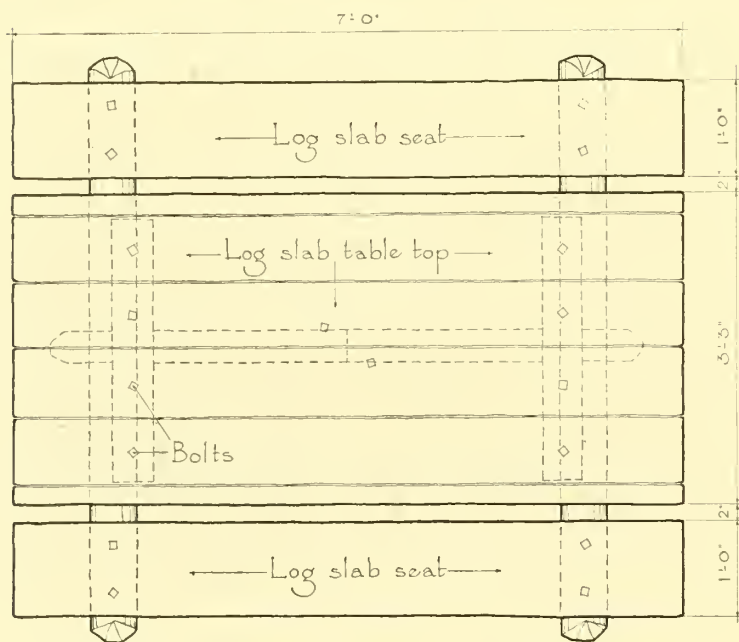 7'-0"
Log slab seat
1'-0"
2"
Log slab table top
3'-3"
Bolts
2"
Log slab seat
1'-0"